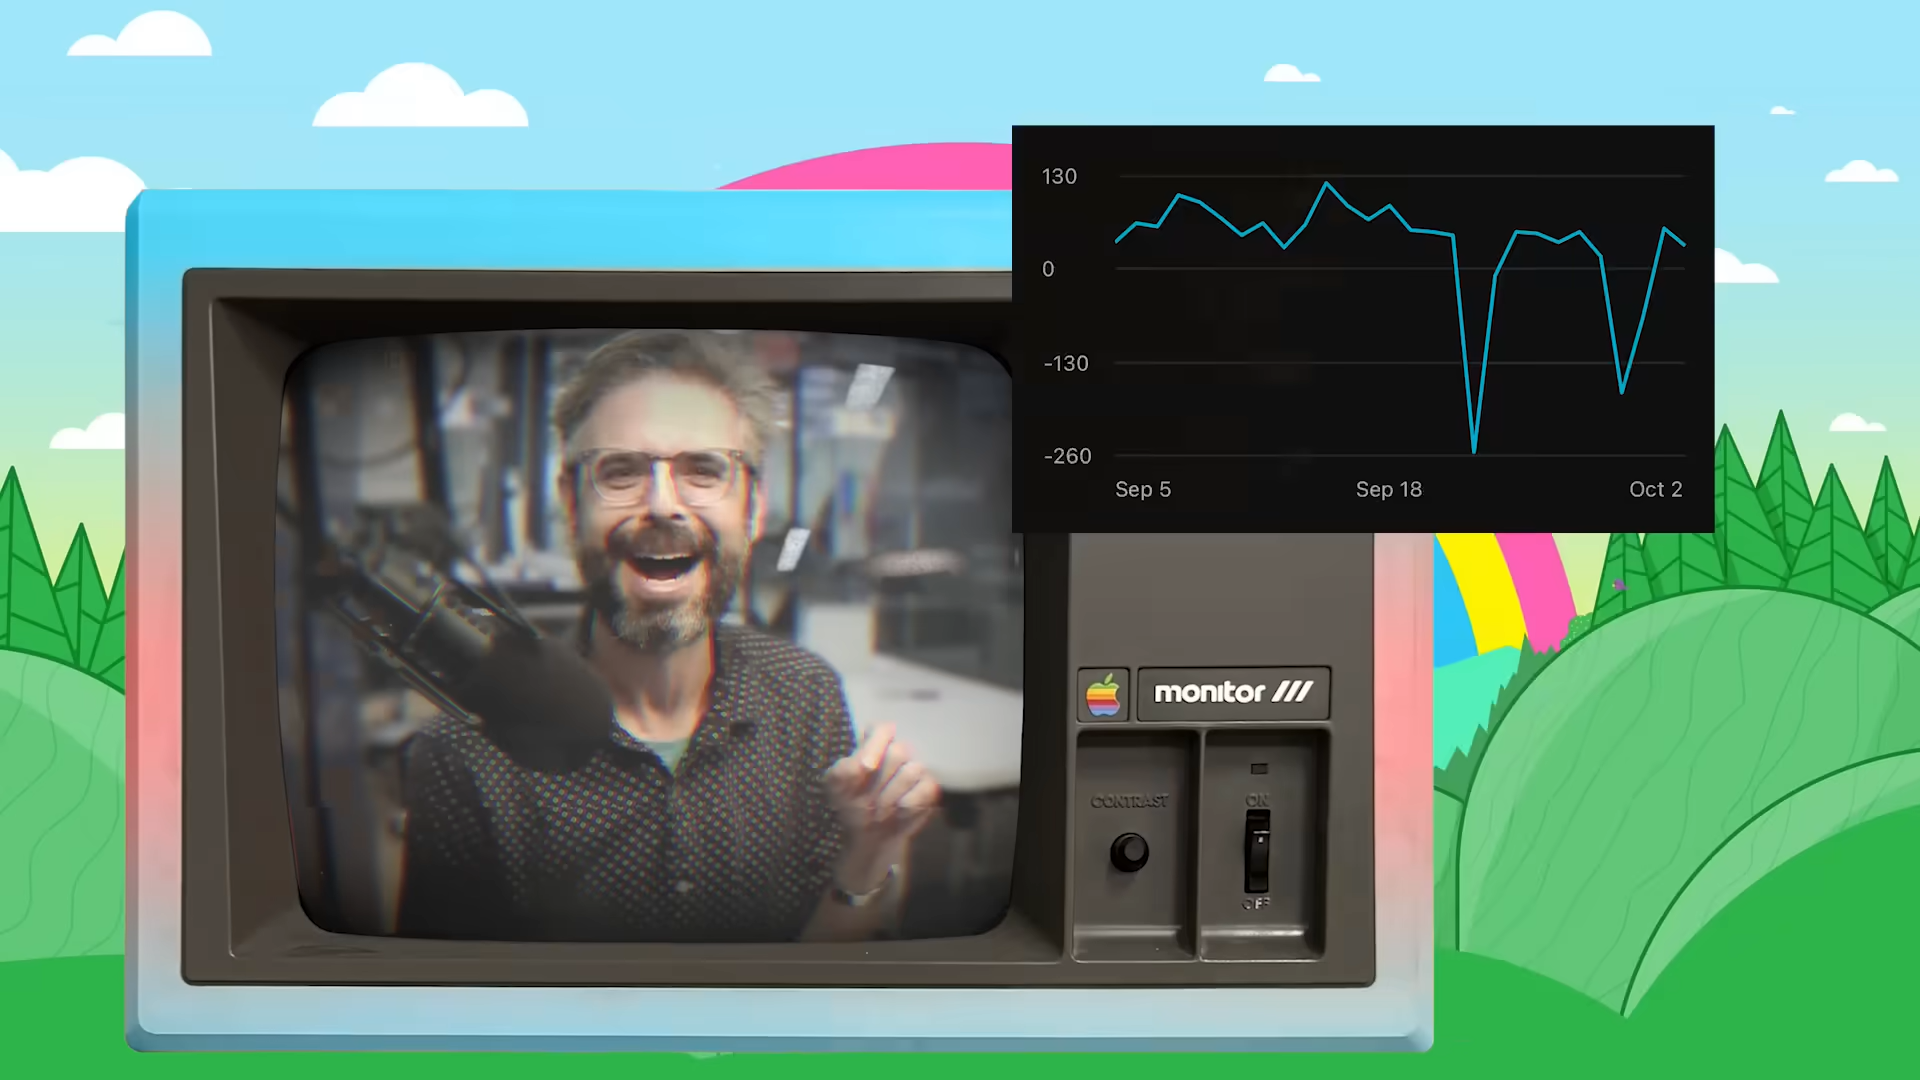 130
0
-130
-260
Sep 5 Sep 18 Oct 2
monitor ///
CONTRAST
ON
OFF